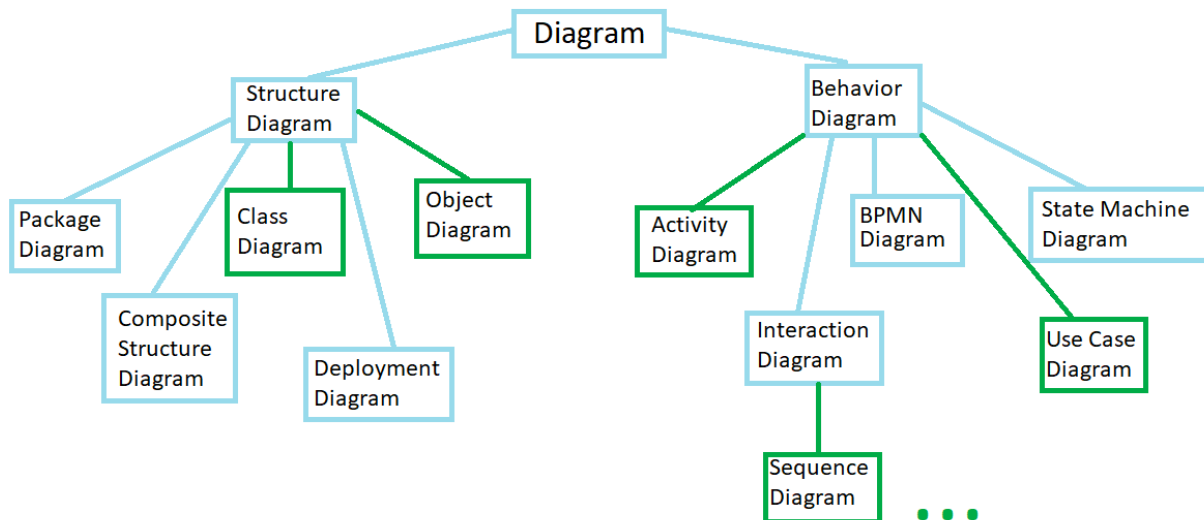 Diagram
Structure
Diagram
Behavior
Diagram
Package
Diagram
Class
Diagram
Object
Diagram
Activity
Diagram
BPMN
Diagram
State Machine
Diagram
Composite
Structure
Diagram
Deployment
Diagram
Interaction
Diagram
Use Case
Diagram
Sequence
Diagram
...